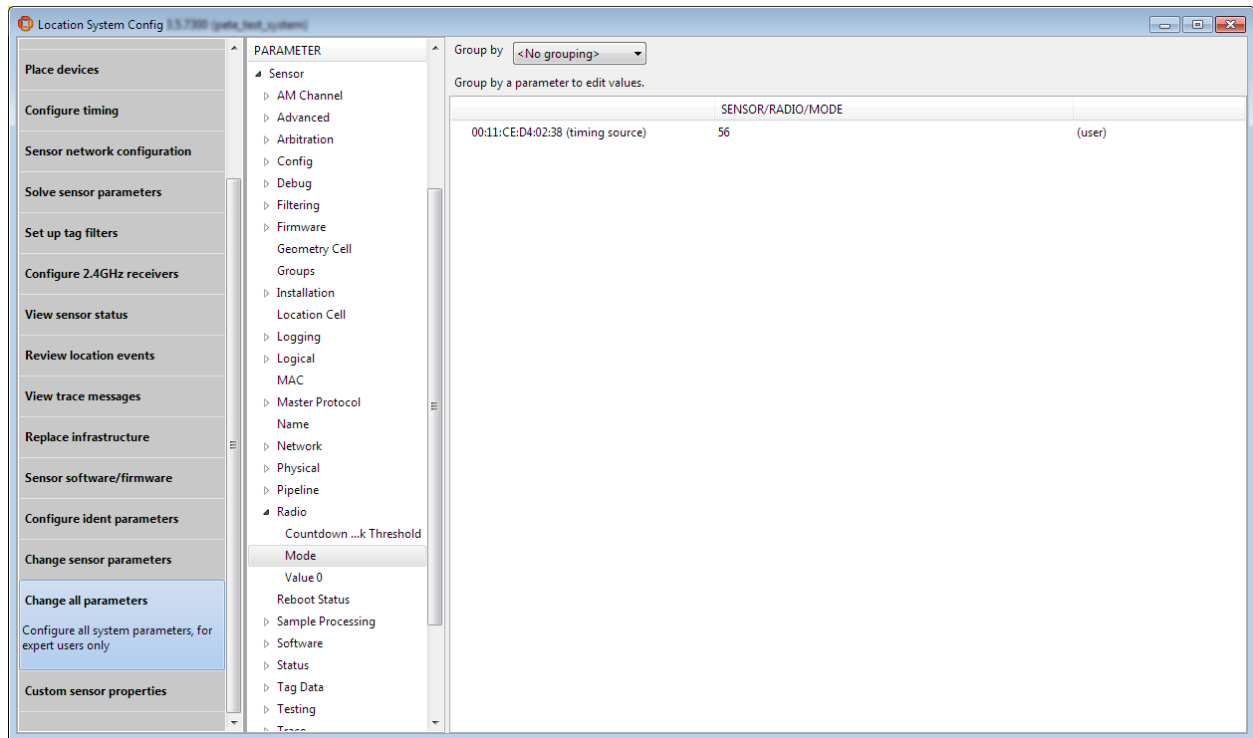 Location System Config
Place devices
Configure timing
Sensor network configuration
Solve sensor parameters
Set up tag filters
Configure 2.4GHz receivers
View sensor status
Review location events
View trace messages
Replace infrastructure
Sensor software/firmware
Configure ident parameters
Change sensor parameters
Change all parameters
Configure all system parameters, for
expert users only
Custom sensor properties
PARAMETER
Sensor
AM Channel
Advanced
Arbitration
Config
Debug
Filtering
Firmware
Geometry Cell
Groups
Installation
Location Cell
Logging
Logical
MAC
Master Protocol
Name
Network
Physical
Pipeline
Radio
Countdown ...k Threshold
Mode
Value 0
Reboot Status
Sample Processing
Software
Status
Tag Data
Testing
Trace
Group by <No grouping>
Group by a parameter to edit values.
SENSOR/RADIO/MODE
00:11:CE:D4:02:38 (timing source) 56 (user)